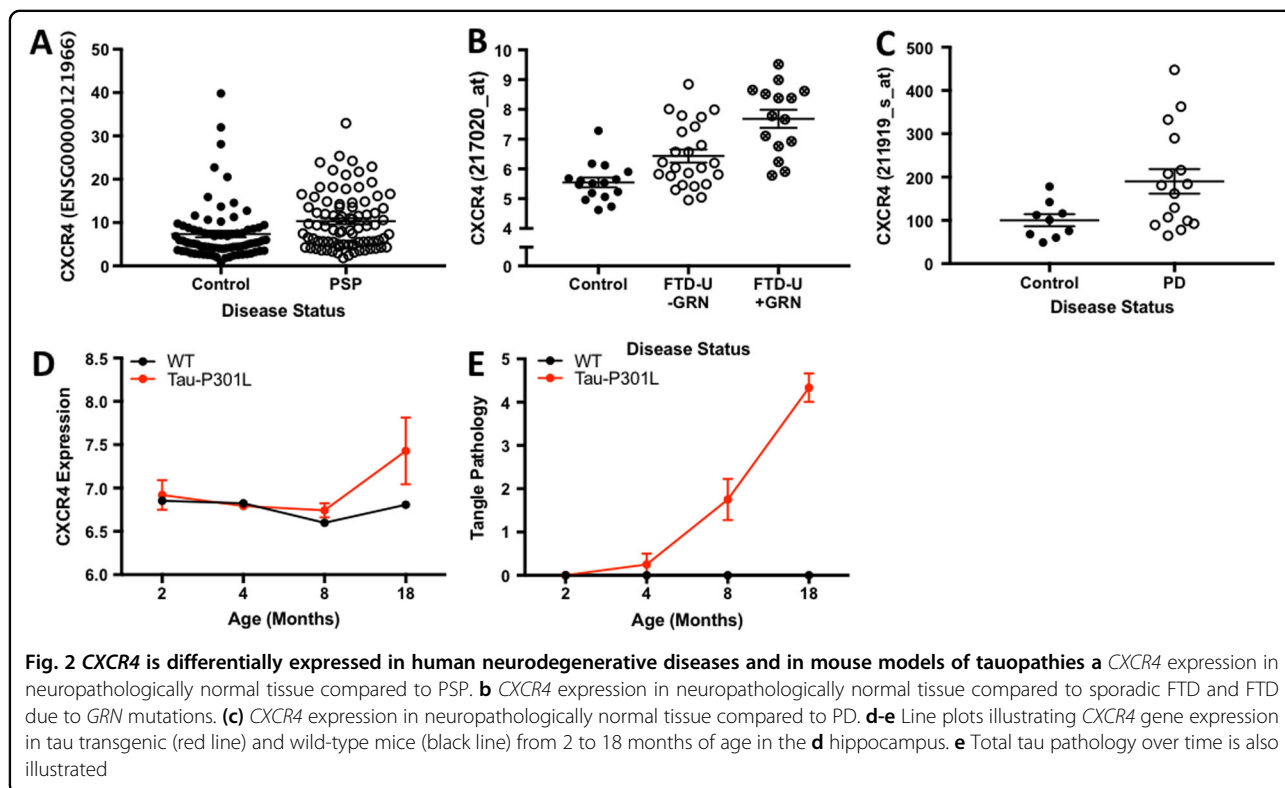 A
CXCR4 (ENSG00000121966)
50
40
30
20
10
0
Control PSP
Disease Status
B
CXCR4 (217020_at)
10
9
8
7
6
5
4
0
Control FTD-U FTD-U
-GRN +GRN
Disease Status
C
CXCR4 (211919_s_at)
500
400
300
200
100
0
Control PD
Disease Status
D
WT
Tau-P301L
CXCR4 Expression
8.5
8.0
7.5
7.0
6.5
6.0
2 4 8 18
Age (Months)
E
WT
Tau-P301L
Tangle Pathology
5
4
3
2
1
0
2 4 8 18
Age (Months)
Fig. 2 CXCR4 is differentially expressed in human neurodegenerative diseases and in mouse models of tauopathies a CXCR4 expression in
neuropathologically normal tissue compared to PSP. b CXCR4 expression in neuropathologically normal tissue compared to sporadic FTD and FTD
due to GRN mutations. (c) CXCR4 expression in neuropathologically normal tissue compared to PD. d-e Line plots illustrating CXCR4 gene expression
in tau transgenic (red line) and wild-type mice (black line) from 2 to 18 months of age in the d hippocampus. e Total tau pathology over time is also
illustrated